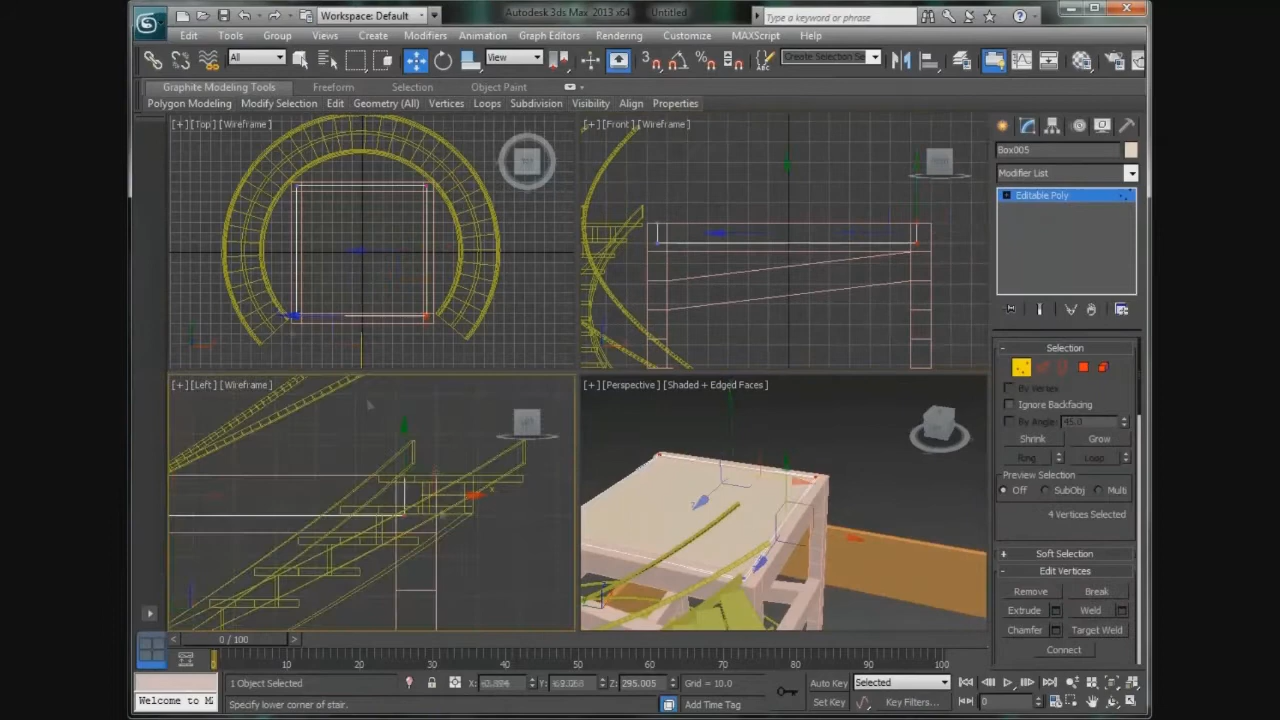 Workspace: Default
Autodesk 3ds Max 2013 x64
Untitled
Type a keyword or phrase
Edit Tools Group Views Create Modifiers Animation Graph Editors Rendering Customize MAXScript Help
All
View
3
Create Selection Se
Graphite Modeling Tools Freeform Selection Object Paint
Polygon Modeling Modify Selection Edit Geometry (All) Vertices Loops Subdivision Visibility Align Properties
[+] [Top] [Wireframe]
[+] [Front] [Wireframe]
Box005
Modifier List
Editable Poly
Selection
By Vertex
Ignore Backfacing
By Angle: 45.0
Shrink Grow
Ring Loop
Preview Selection
Off SubObj Multi
4 Vertices Selected
Soft Selection
Edit Vertices
Remove Break
Extrude Weld
Chamfer Target Weld
Connect
[+] [Left] [Wireframe]
[+] [Perspective] [Shaded + Edged Faces]
0 / 100
0 10 20 30 40 50 60 70 80 90 100
Welcome to M
1 Object Selected
X:
Y:
Z: 295.005
Grid = 10.0
Specify lower corner of stair.
Add Time Tag
Auto Key Selected
Set Key Key Filters...
0